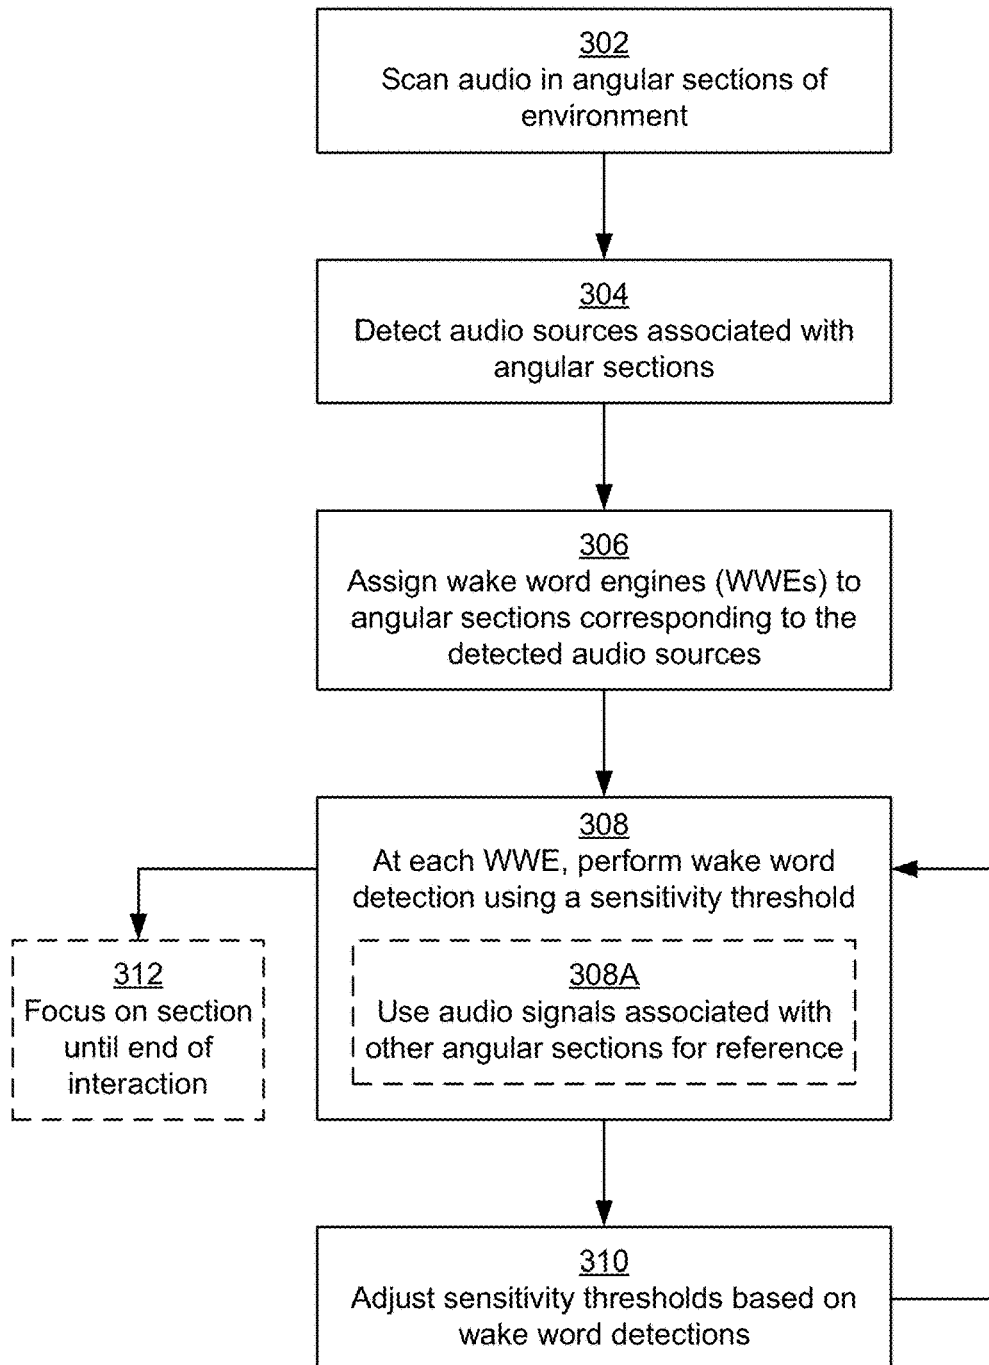 302
Scan audio in angular sections of
environment
304
Detect audio sources associated with
angular sections
306
Assign wake word engines (WWEs) to
angular sections corresponding to the
detected audio sources
308
At each WWE, perform wake word
detection using a sensitivity threshold
308A
Use audio signals associated with
other angular sections for reference
312
Focus on section
until end of
interaction
310
Adjust sensitivity thresholds based on
wake word detections